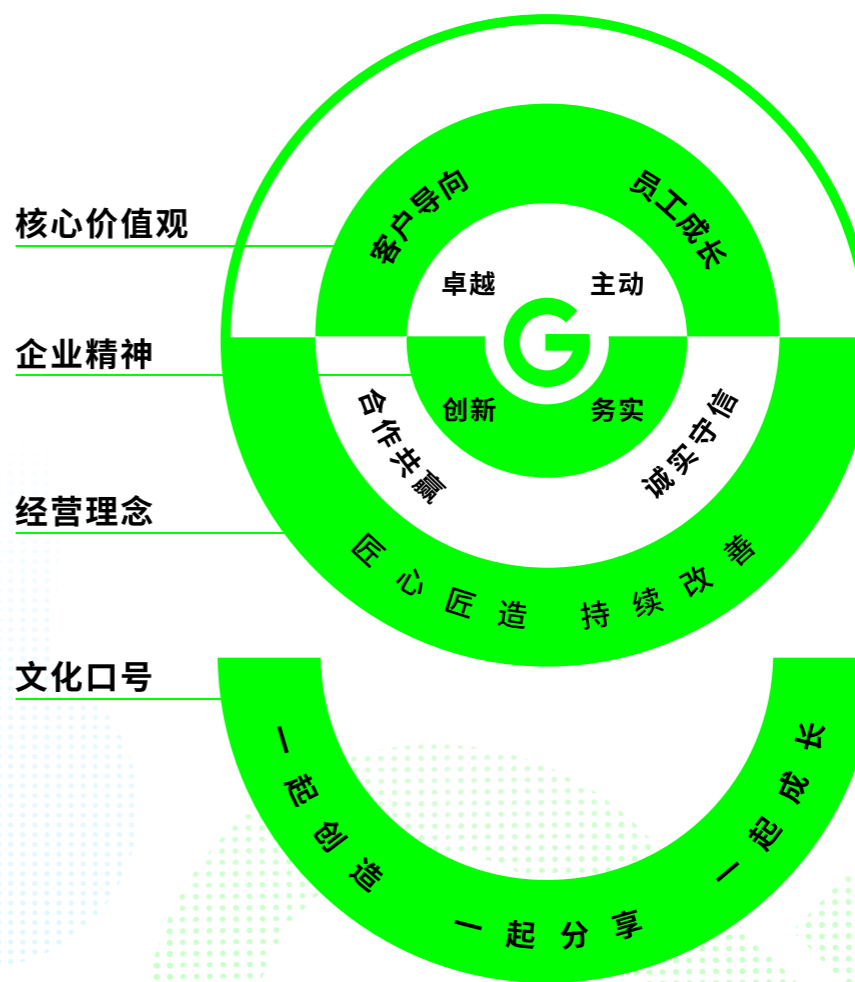 核心价值观
客户导向
员工成长
合作共赢
诚实守信
企业精神
卓越
主动
创新
务实
G
经营理念
匠心匠造 持续改善
文化口号
一起创造
一起分享
一起成长